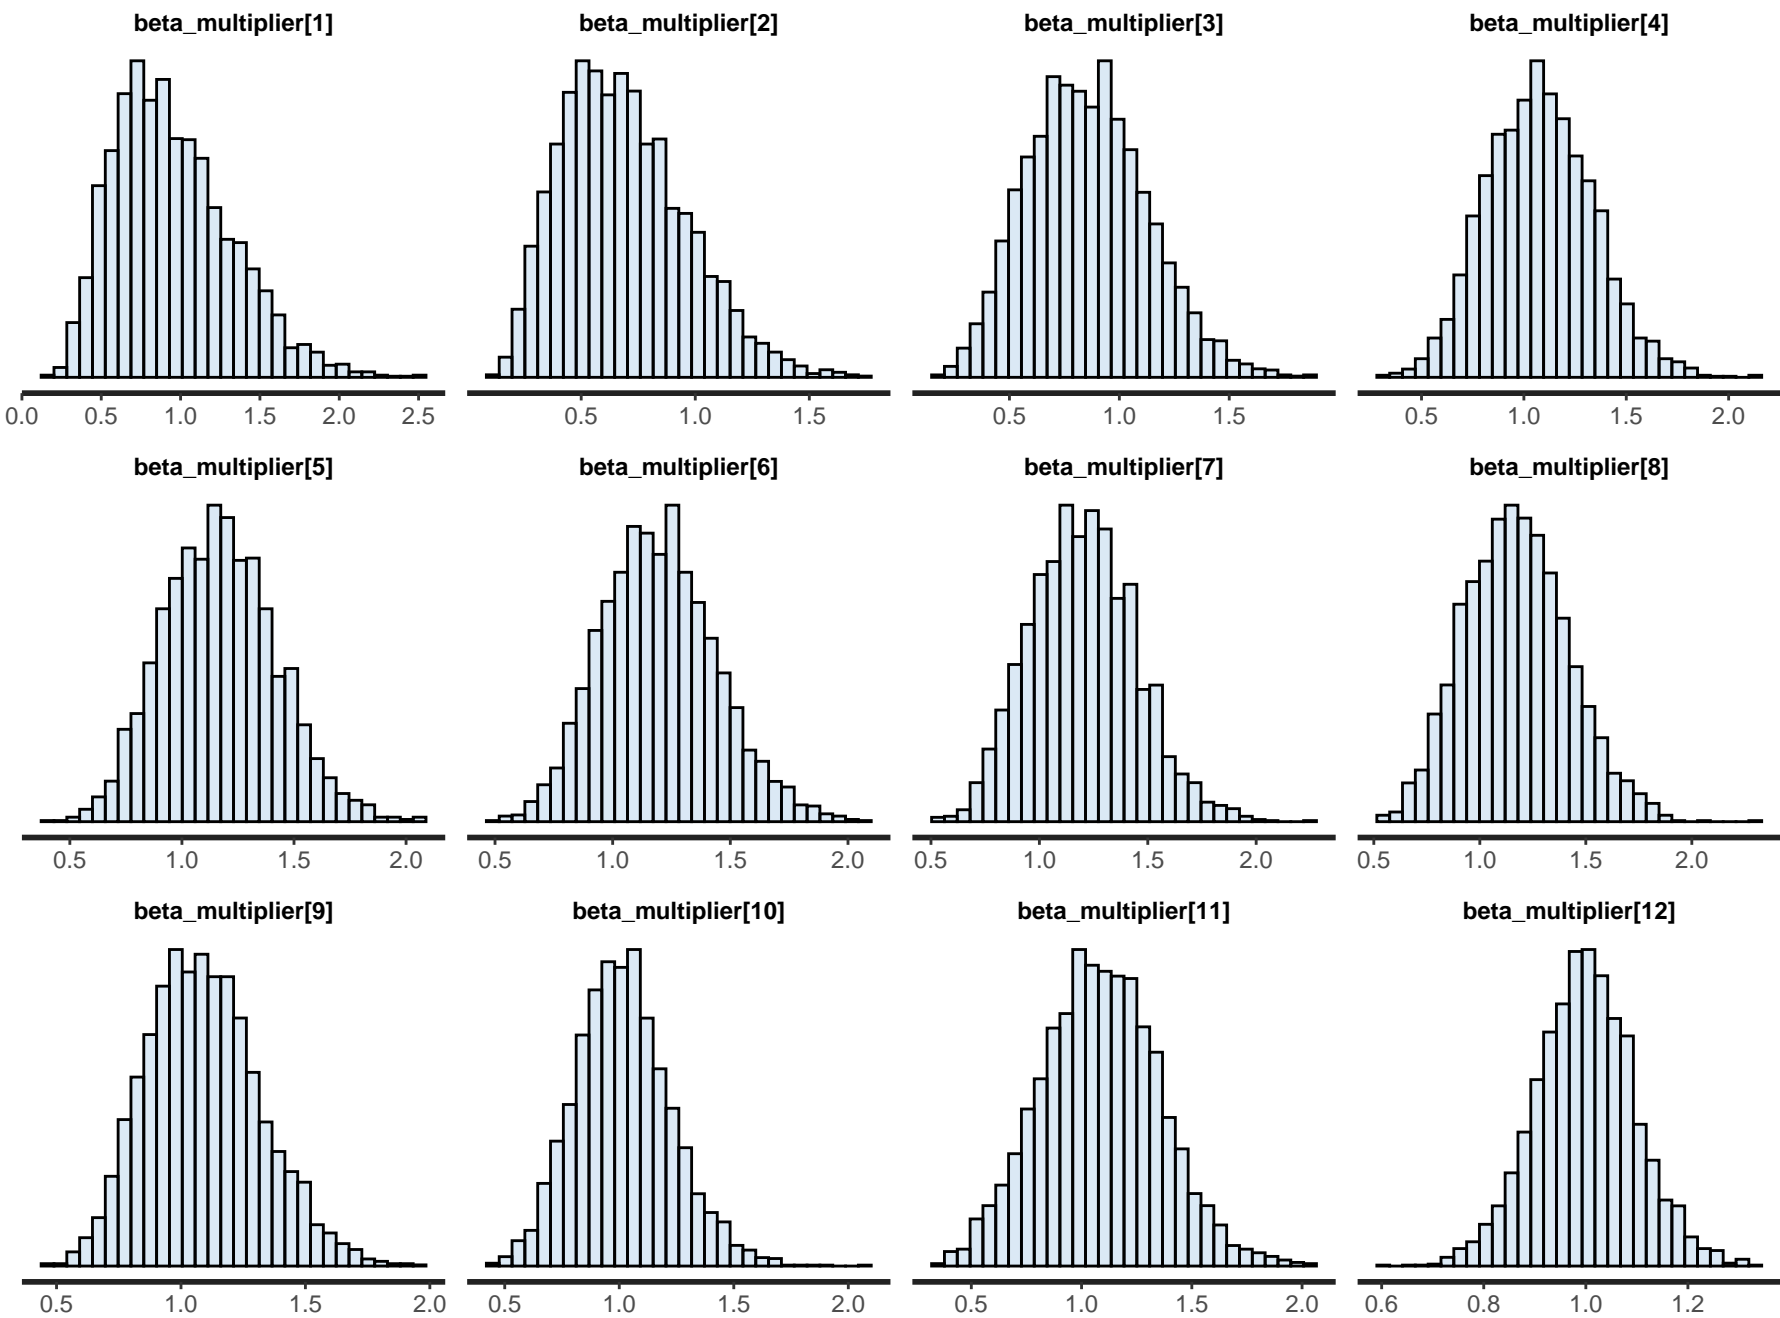 beta_multiplier[1] beta_multiplier[2] beta_multiplier[3] beta_multiplier[4]
0.0 0.5 1.0 1.5 2.0 2.5 0.5 1.0 1.5 0.5 1.0 1.5 0.5 1.0 1.5 2.0
beta_multiplier[5] beta_multiplier[6] beta_multiplier[7] beta_multiplier[8]
0.5 1.0 1.5 2.0 0.5 1.0 1.5 2.0 0.5 1.0 1.5 2.0 0.5 1.0 1.5 2.0
beta_multiplier[9] beta_multiplier[10] beta_multiplier[11] beta_multiplier[12]
0.5 1.0 1.5 2.0 0.5 1.0 1.5 2.0 0.5 1.0 1.5 2.0 0.6 0.8 1.0 1.2